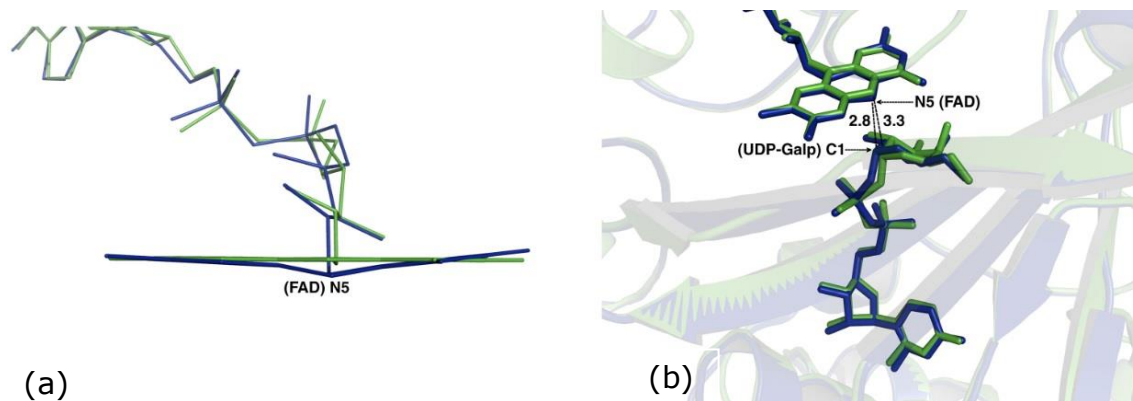 (FAD) N5
(a)
N5 (FAD)
2.8 3.3
(UDP-Galp) C1
(b)